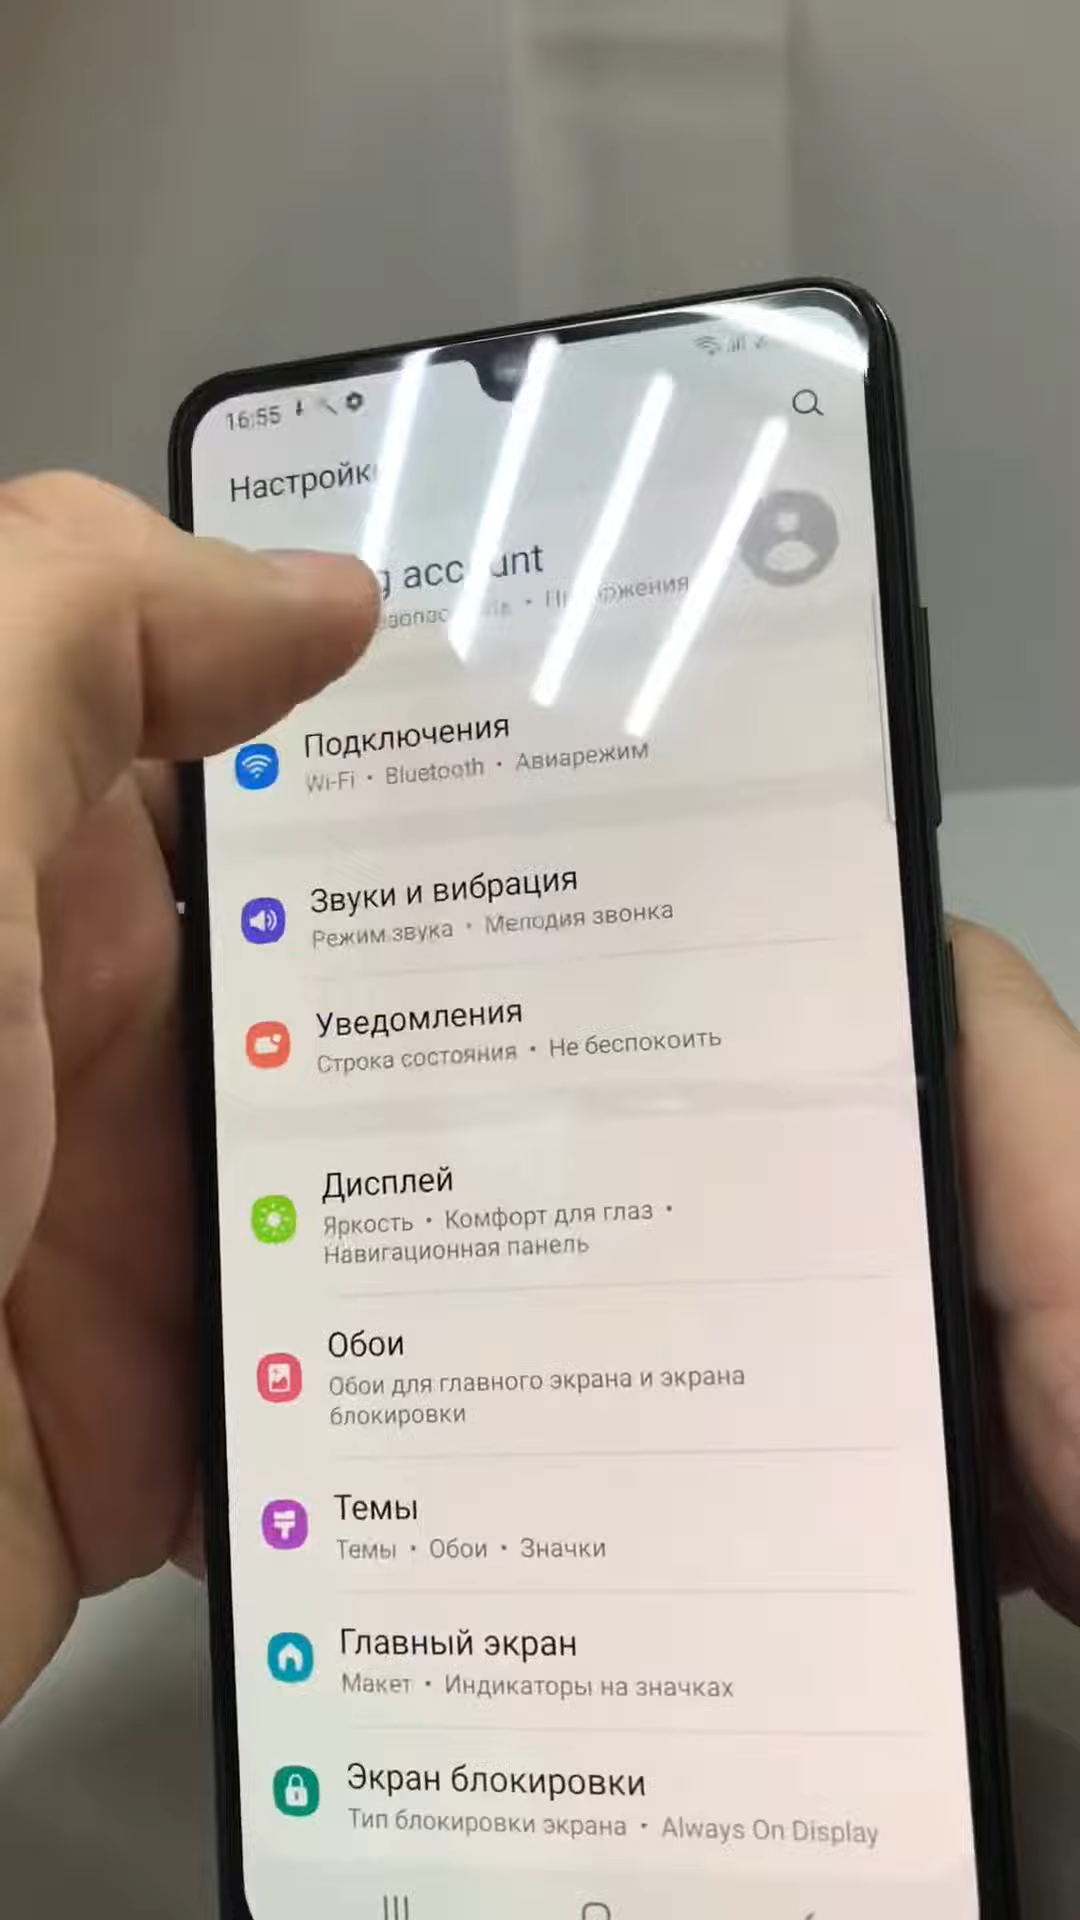 16:55
acc
Подключения
Wi-Fi • Bluetooth • Авиарежим
Звуки и вибрация
Режим звука • Мелодия звонка
Уведомления
Строка состояния • Не беспокоить
Дисплей
Яркость • Комфорт для глаз •
Навигационная панель
Обои
Обои для главного экрана и экрана
блокировки
Темы
Темы • Обои • Значки
Главный экран
Макет • Индикаторы на значках
Экран блокировки
Тип блокировки экрана • Always On Display